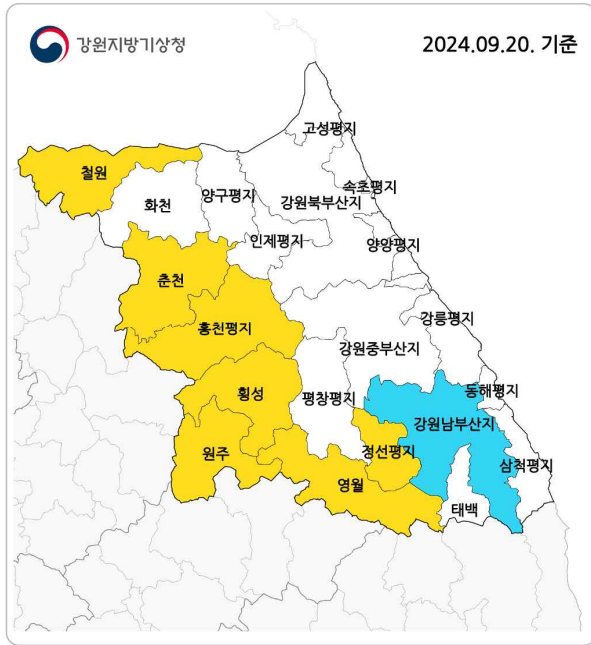 강원지방기상청
2024.09.20. 기준
고성평지
철원
양구평지
속초평지
화천
강원북부산지
인제평지
양양평지
춘천
강릉평지
홍천평지
강원중부산지
횡성
평창평지
동해평지
강원남부산지
원주
정선평지
삼척평지
영월
태백